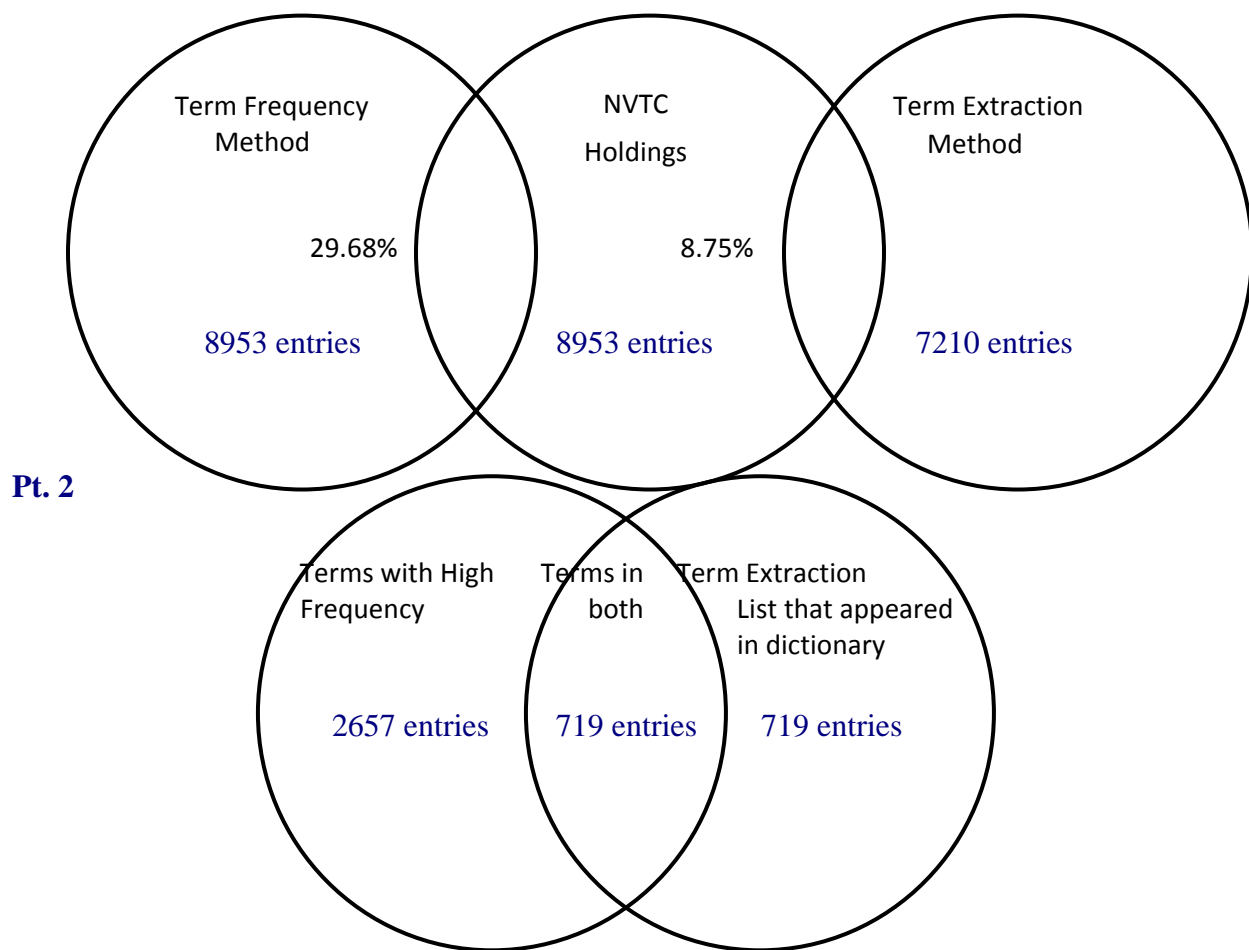 Term Frequency
Method
NVTC
Holdings
Term Extraction
Method
29.68%
8.75%
8953 entries
8953 entries
7210 entries
Pt. 2
Terms with High
Frequency
Terms in
both
Term Extraction
List that appeared
in dictionary
2657 entries
719 entries
719 entries